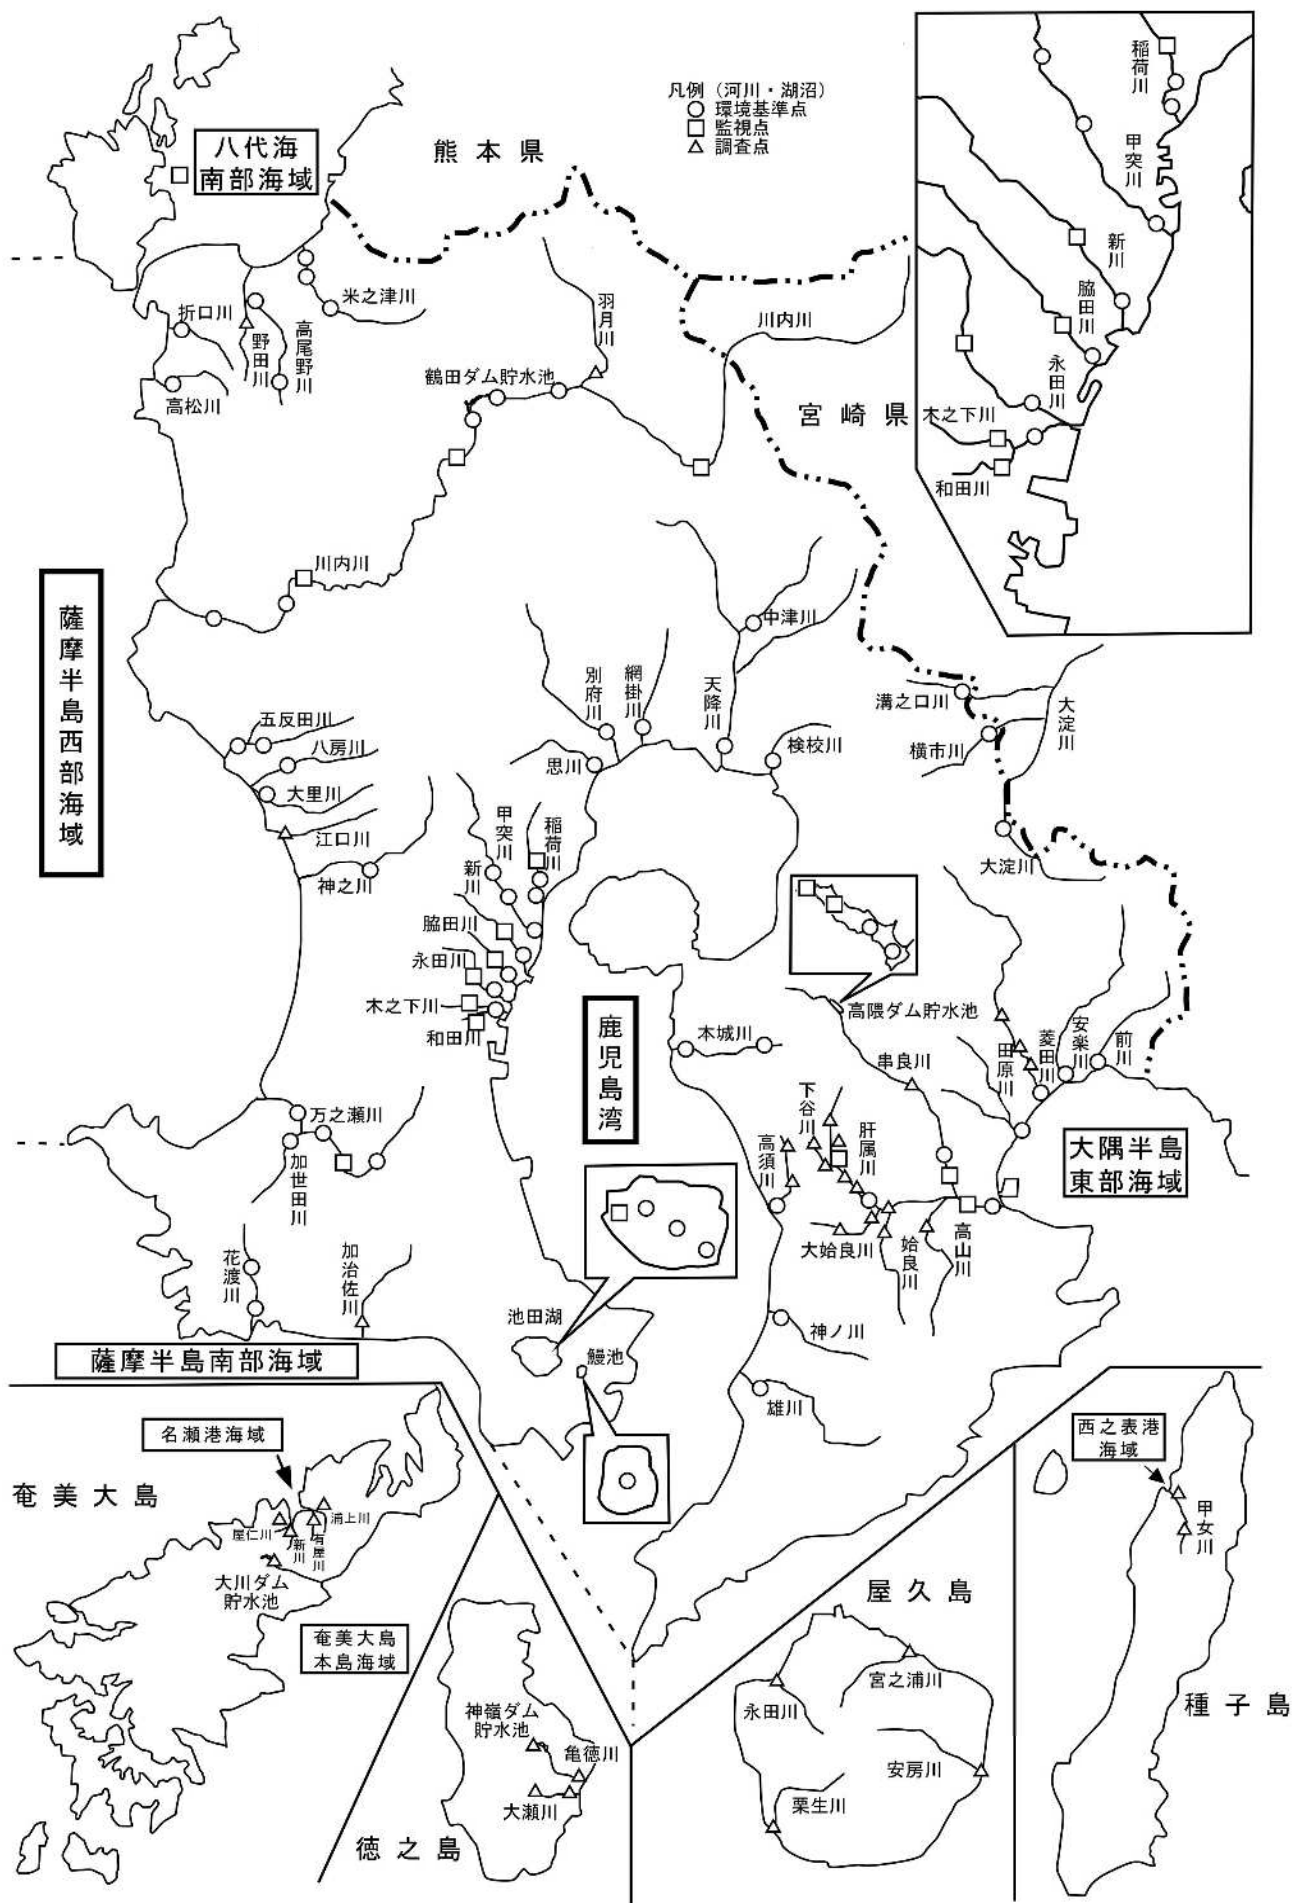 凡例（河川・湖沼）
○ 環境基準点
□ 監視点
△ 調査点
八代海
南部海域
熊本県
宮崎県
稲荷川
甲突川
新川
脇田川
永田川
木之下川
和田川
米之津川
折口川
野田川
高尾野川
高松川
羽月川
川内川
鶴田ダム貯水池
川内川
薩摩半島西部海域
中津川
別府川
網掛川
天降川
検校川
思川
溝之口川
横市川
大淀川
大淀川
五反田川
八房川
大里川
江口川
神之川
甲突川
稲荷川
新川
脇田川
永田川
木之下川
和田川
鹿児島湾
本城川
高隈ダム貯水池
串良川
田原川
菱田川
安楽川
前川
下谷川
肝属川
高須川
大姶良川
姶良川
高山川
大隅半島
東部海域
万之瀬川
加世田川
花渡川
加治佐川
池田湖
鰻池
神ノ川
雄川
薩摩半島南部海域
名瀬港海域
奄美大島
屋仁川
新川
有屋川
浦上川
大川ダム
貯水池
奄美大島
本島海域
神嶺ダム
貯水池
亀徳川
大瀬川
徳之島
屋久島
宮之浦川
永田川
安房川
栗生川
西之表港
海域
甲女川
種子島